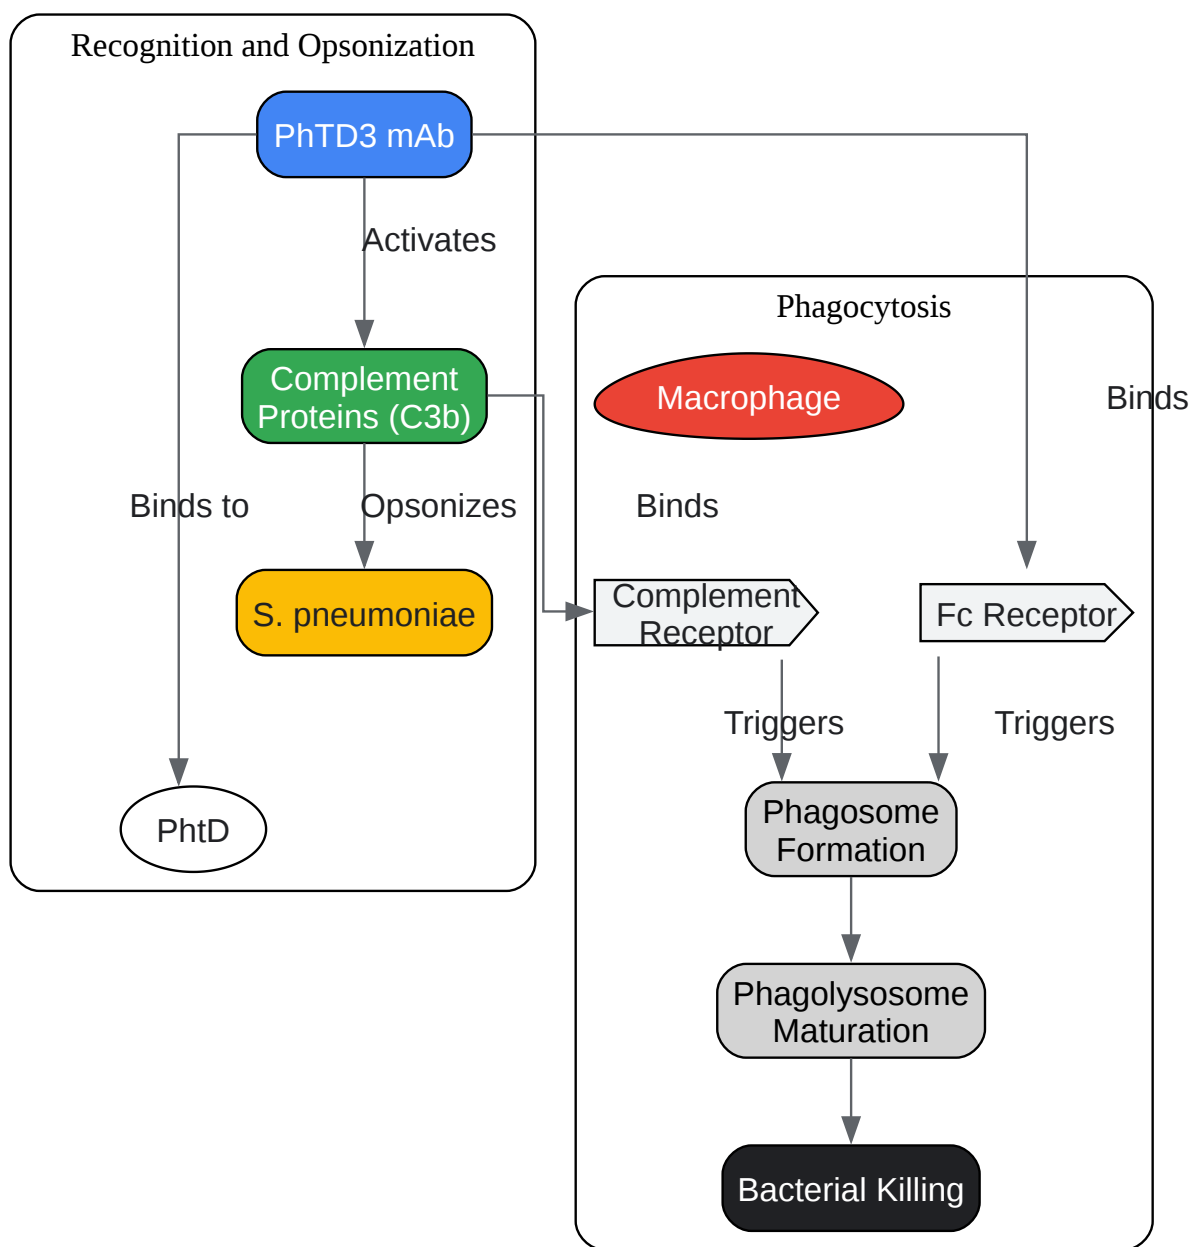 Recognition and Opsonization
PhTD3 mAb
Activates
Phagocytosis
Complement
Proteins (C3b)
Macrophage
Binds
Binds to
Opsonizes
Binds
S. pneumoniae
Complement
Receptor
Fc Receptor
Triggers
Triggers
PhtD
Phagosome
Formation
Phagolysosome
Maturation
Bacterial Killing